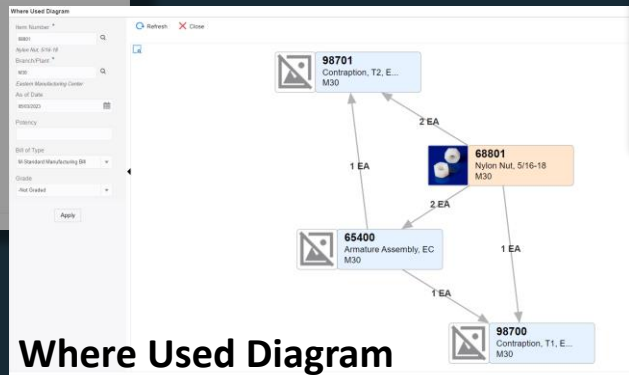 Where Used Diagram
Item Number *
68801
Nylon Nut, 5/16-18
Branch/Plant *
M30
Eastern Manufacturing Center
As of Date
Potency
Bill of Type
M-Standard Manufacturing Bill
Grade
-Not Graded
Apply
Refresh
Close
98701
Contraption, T2, E...
M30
2 EA
1 EA
68801
Nylon Nut, 5/16-18
M30
2 EA
65400
Armature Assembly, EC
M30
1 EA
1 EA
98700
Contraption, T1, E...
M30
Where Used Diagram